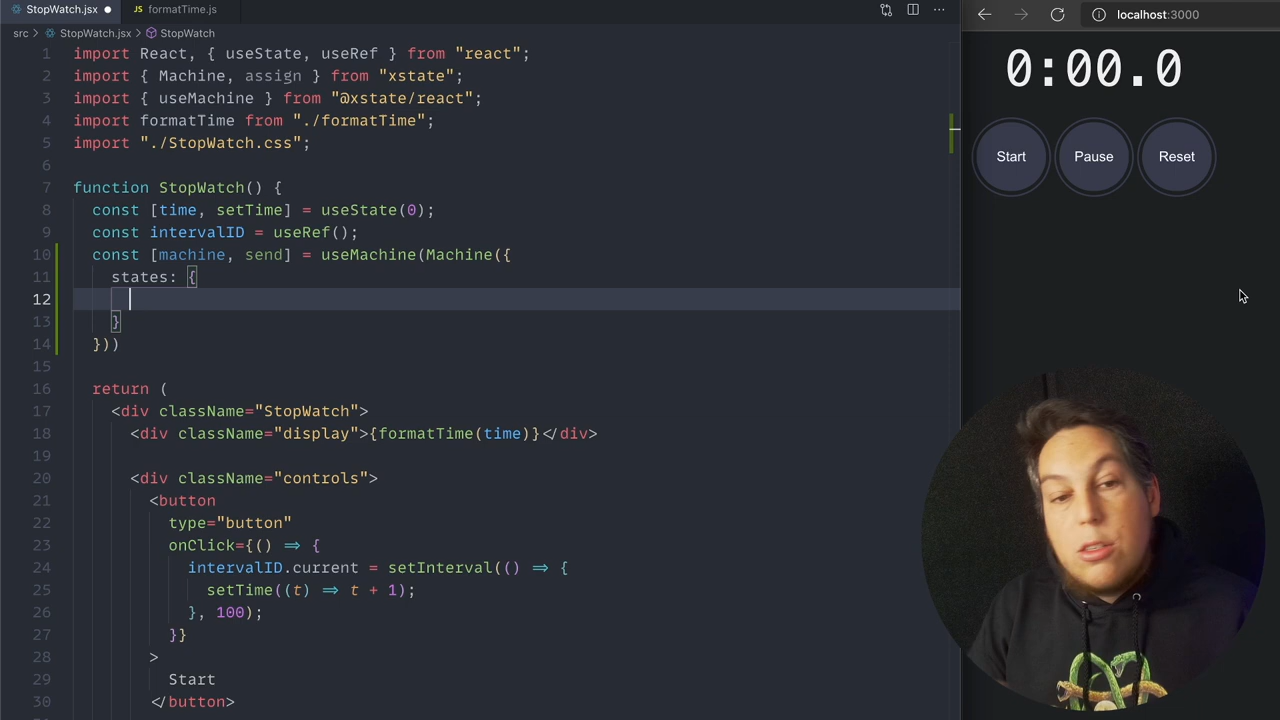 StopWatch.jsx
formatTime.js
localhost:3000
src > StopWatch.jsx > StopWatch
1 import React, { useState, useRef } from "react";
2 import { Machine, assign } from "xstate";
3 import { useMachine } from "@xstate/react";
4 import formatTime from "./formatTime";
5 import "./StopWatch.css";
6
7 function StopWatch() {
8 const [time, setTime] = useState(0);
9 const intervalID = useRef();
10 const [machine, send] = useMachine(Machine({
11 states: {
12
13 }
14 }))
15
16 return (
17 <div className="StopWatch">
18 <div className="display">{formatTime(time)}</div>
19
20 <div className="controls">
21 <button
22 type="button"
23 onClick={() => {
24 intervalID.current = setInterval(() => {
25 setTime((t) => t + 1);
26 }, 100);
27 }}
28 >
29 Start
30 </button>
0:00.0
Start
Pause
Reset